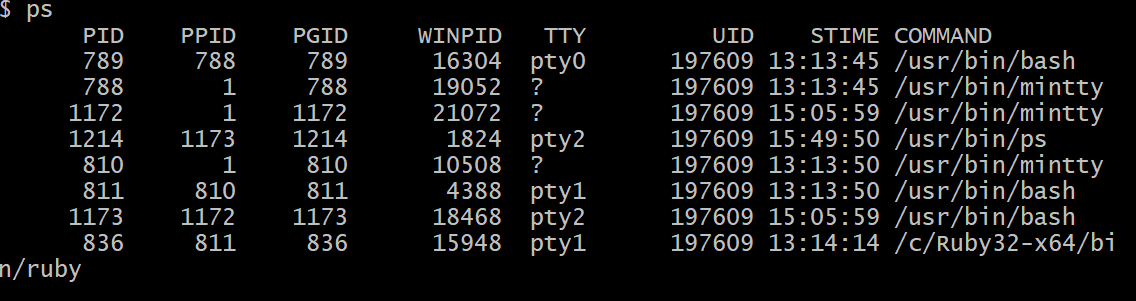 $ ps
      PID    PPID    PGID     WINPID   TTY         UID    STIME COMMAND
      789     788     789      16304  pty0      197609 13:13:45 /usr/bin/bash
      788       1     788      19052  ?         197609 13:13:45 /usr/bin/mintty
     1172       1    1172      21072  ?         197609 15:05:59 /usr/bin/mintty
     1214    1173    1214       1824  pty2      197609 15:49:50 /usr/bin/ps
      810       1     810      10508  ?         197609 13:13:50 /usr/bin/mintty
      811     810     811       4388  pty1      197609 13:13:50 /usr/bin/bash
     1173    1172    1173      18468  pty2      197609 15:05:59 /usr/bin/bash
      836     811     836      15948  pty1      197609 13:14:14 /c/Ruby32-x64/bi
n/ruby